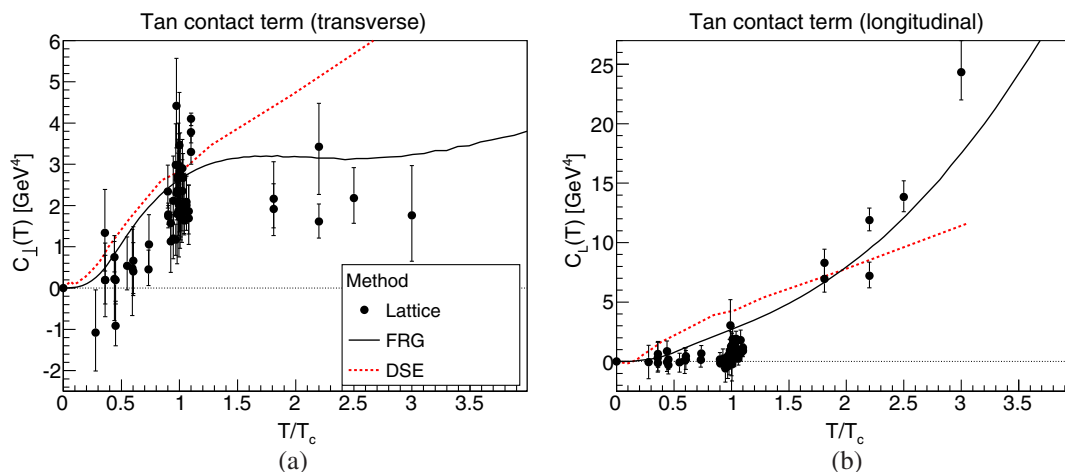 Tan contact term (transverse)
C⊥(T) [GeV⁴]
6
5
4
3
2
1
0
-1
-2
0 0.5 1 1.5 2 2.5 3 3.5
T/Tc
Method
Lattice
FRG
DSE
(a)
Tan contact term (longitudinal)
CL(T) [GeV⁴]
25
20
15
10
5
0
0 0.5 1 1.5 2 2.5 3 3.5
T/Tc
(b)